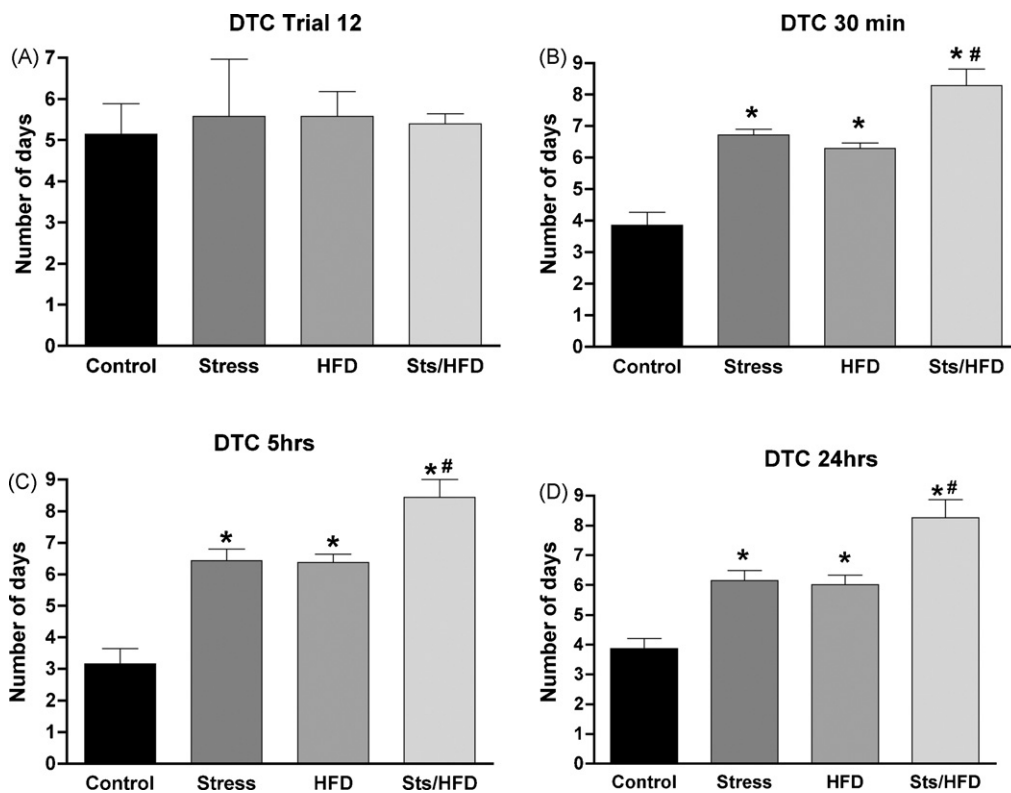 DTC Trial 12
(A)
Number of days
7
6
5
4
3
2
1
0
Control Stress HFD Sts/HFD
DTC 30 min
(B)
Number of days
9
8
7
6
5
4
3
2
1
0
* * * #
Control Stress HFD Sts/HFD
DTC 5hrs
(C)
Number of days
9
8
7
6
5
4
3
2
1
0
* * *#
Control Stress HFD Sts/HFD
DTC 24hrs
(D)
Number of days
9
8
7
6
5
4
3
2
1
0
* * *#
Control Stress HFD Sts/HFD